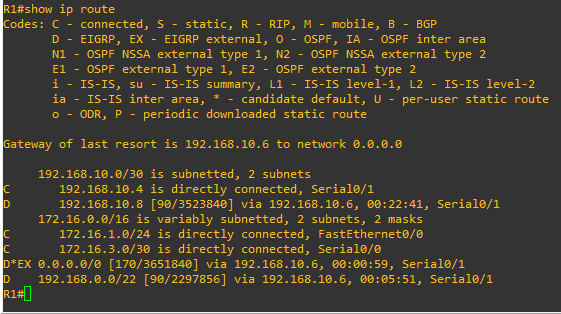 R1#show ip route
Codes: C - connected, S - static, R - RIP, M - mobile, B - BGP
       D - EIGRP, EX - EIGRP external, O - OSPF, IA - OSPF inter area
       N1 - OSPF NSSA external type 1, N2 - OSPF NSSA external type 2
       E1 - OSPF external type 1, E2 - OSPF external type 2
       i - IS-IS, su - IS-IS summary, L1 - IS-IS level-1, L2 - IS-IS level-2
       ia - IS-IS inter area, * - candidate default, U - per-user static route
       o - ODR, P - periodic downloaded static route
Gateway of last resort is 192.168.10.6 to network 0.0.0.0
     192.168.10.0/30 is subnetted, 2 subnets
C       192.168.10.4 is directly connected, Serial0/1
D       192.168.10.8 [90/3523840] via 192.168.10.6, 00:22:41, Serial0/1
     172.16.0.0/16 is variably subnetted, 2 subnets, 2 masks
C       172.16.1.0/24 is directly connected, FastEthernet0/0
C       172.16.3.0/30 is directly connected, Serial0/0
D*EX 0.0.0.0/0 [170/3651840] via 192.168.10.6, 00:00:59, Serial0/1
D    192.168.0.0/22 [90/2297856] via 192.168.10.6, 00:05:51, Serial0/1
R1#